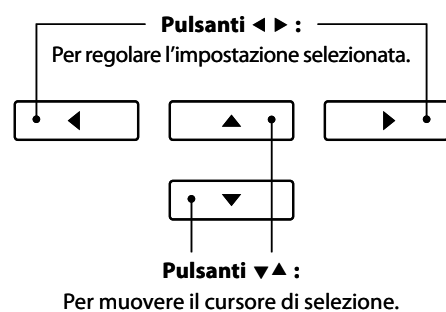 Pulsanti ◀ ▶ :
Per regolare l’impostazione selezionata.
Pulsanti ▼▲ :
Per muovere il cursore di selezione.